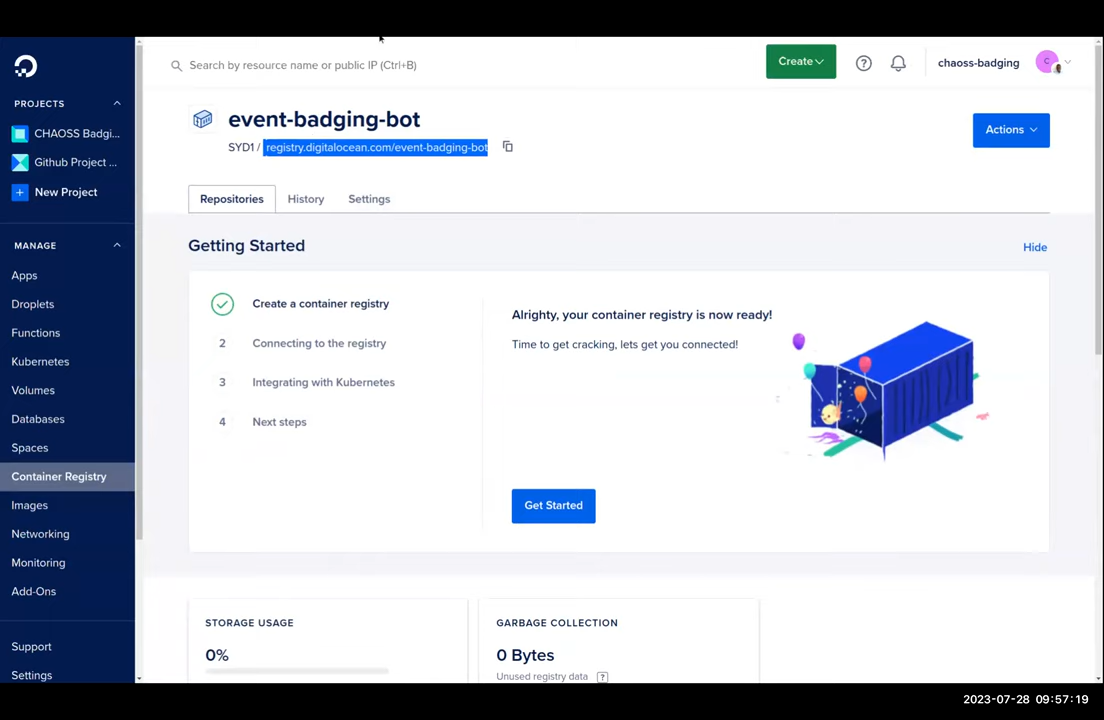 Search by resource name or public IP (Ctrl+B)
Create
chaoss-badging
C
PROJECTS
CHAOSS Badgi...
Github Project ...
+ New Project
MANAGE
Apps
Droplets
Functions
Kubernetes
Volumes
Databases
Spaces
Container Registry
Images
Networking
Monitoring
Add-Ons
Support
Settings
event-badging-bot
SYD1 / registry.digitalocean.com/event-badging-bot
Actions
Repositories
History
Settings
Getting Started
Hide
Create a container registry
2 Connecting to the registry
3 Integrating with Kubernetes
4 Next steps
Alrighty, your container registry is now ready!
Time to get cracking, lets get you connected!
Get Started
STORAGE USAGE
0%
GARBAGE COLLECTION
0 Bytes
Unused registry data ?
2023-07-28 09:57:19